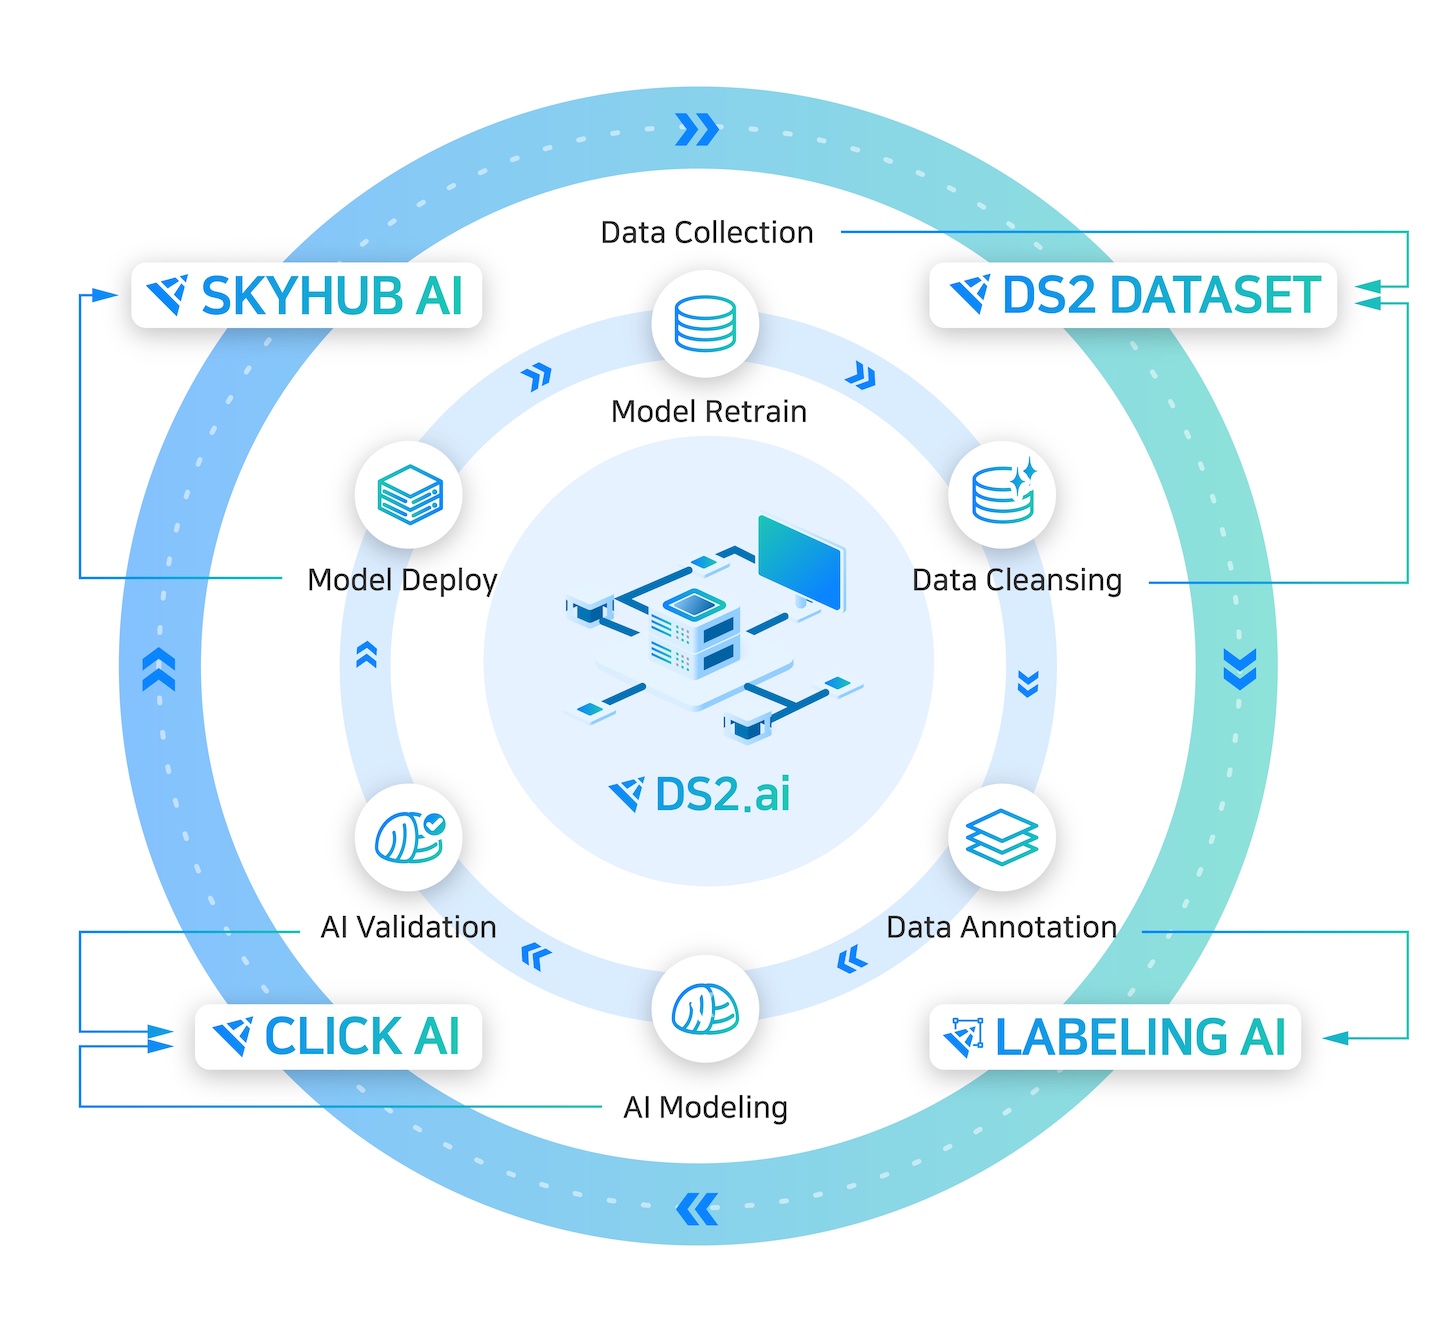 Data Collection
SKYHUB AI
DS2 DATASET
Model Retrain
Model Deploy
Data Cleansing
DS2.ai
AI Validation
Data Annotation
CLICK AI
LABELING AI
AI Modeling